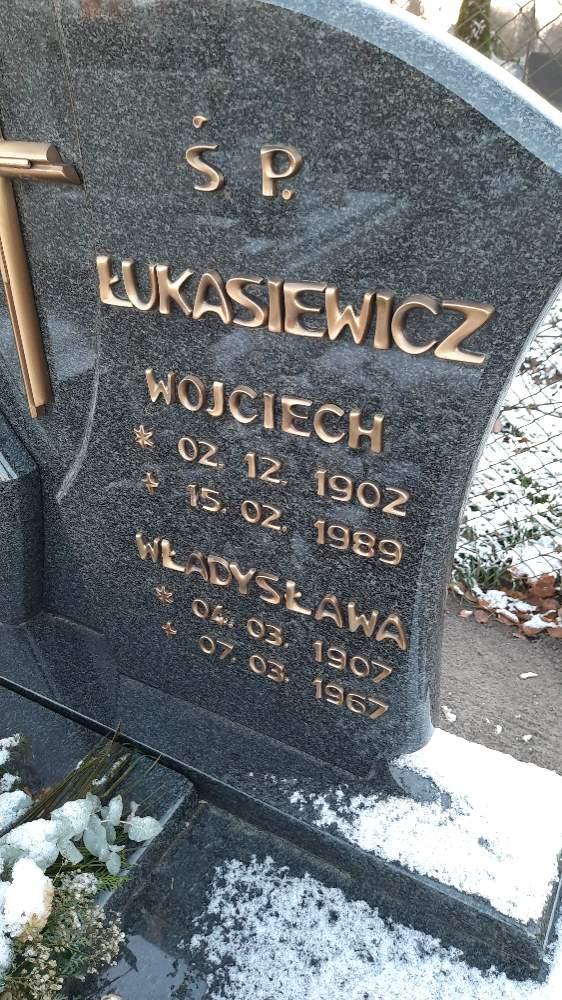 Ś P.
ŁUKASIEWICZ
WOJCIECH
* 02. 12. 1902
+ 15. 02. 1989
WŁADYSŁAWA
* 04. 03. 1907
+ 07. 03. 1967